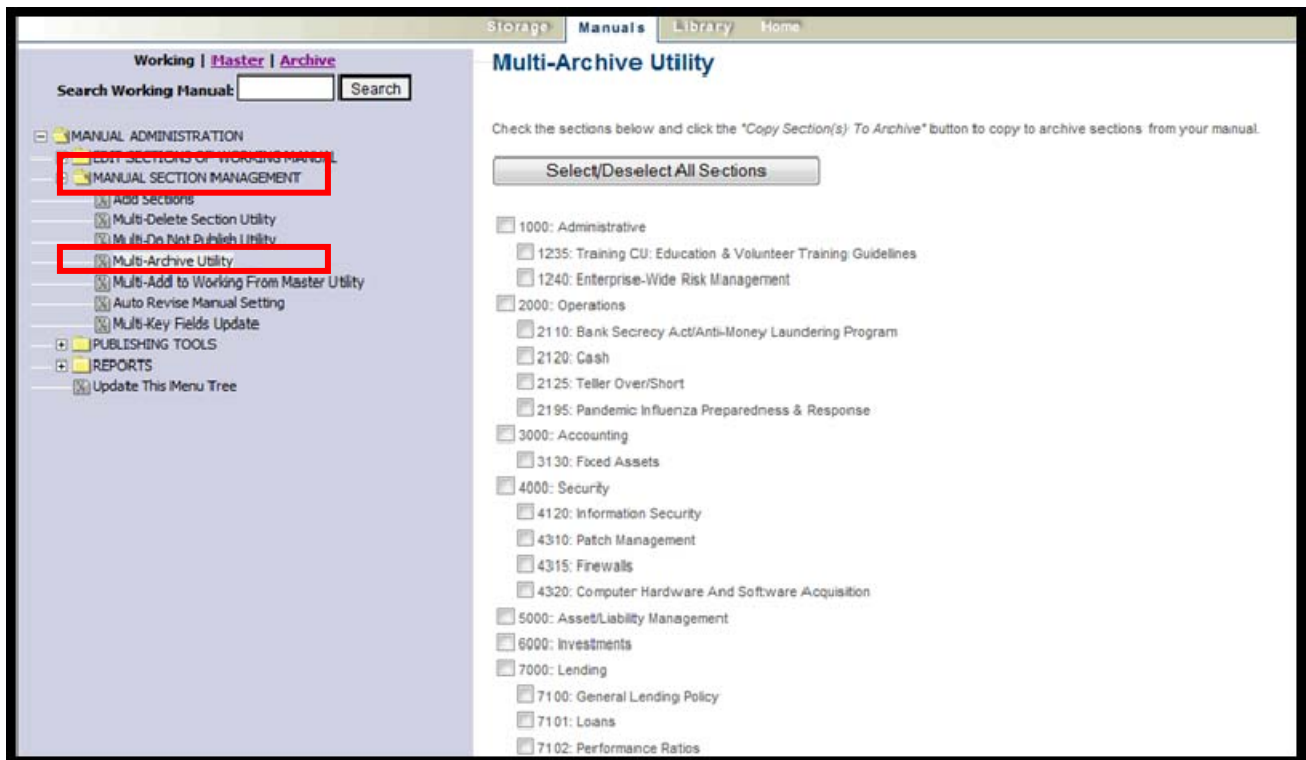 Storage Manuals Library Home
Working | Master | Archive
Search Working Manual: Search
MANUAL ADMINISTRATION
EDIT SECTIONS OF WORKING MANUAL
MANUAL SECTION MANAGEMENT
Add Sections
Multi-Delete Section Utility
Multi-Do Not Publish Utility
Multi-Archive Utility
Multi-Add to Working From Master Utility
Auto Revise Manual Setting
Multi-Key Fields Update
PUBLISHING TOOLS
REPORTS
Update This Menu Tree
Multi-Archive Utility
Check the sections below and click the "Copy Section(s) To Archive" button to copy to archive sections from your manual.
Select/Deselect All Sections
1000: Administrative
1235: Training CU: Education & Volunteer Training Guidelines
1240: Enterprise-Wide Risk Management
2000: Operations
2110: Bank Secrecy Act/Anti-Money Laundering Program
2120: Cash
2125: Teller Over/Short
2195: Pandemic Influenza Preparedness & Response
3000: Accounting
3130: Fixed Assets
4000: Security
4120: Information Security
4310: Patch Management
4315: Firewalls
4320: Computer Hardware And Software Acquisition
5000: Asset/Liability Management
6000: Investments
7000: Lending
7100: General Lending Policy
7101: Loans
7102: Performance Ratios